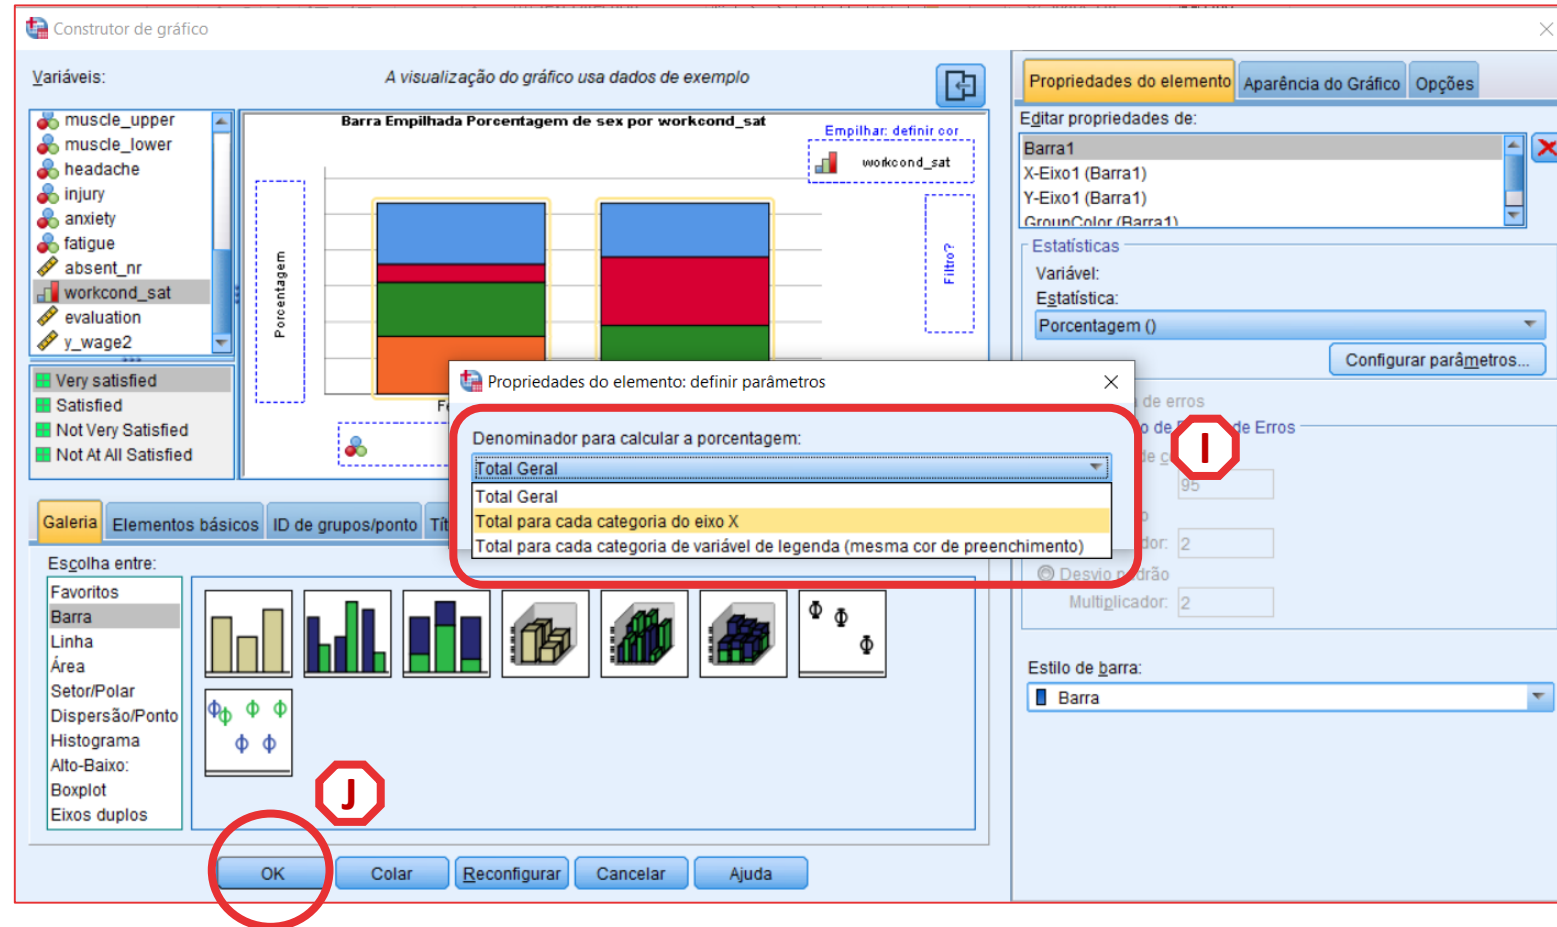 Construtor de gráfico
Variáveis:
A visualização do gráfico usa dados de exemplo
muscle_upper
muscle_lower
headache
injury
anxiety
fatigue
absent_nr
workcond_sat
evaluation
y_wage2
Very satisfied
Satisfied
Not Very Satisfied
Not At All Satisfied
Barra Empilhada Porcentagem de sex por workcond_sat
Empilhar: definir cor
workcond_sat
Filtro?
Porcentagem
Propriedades do elemento
Aparência do Gráfico
Opções
Editar propriedades de:
Barra1
X-Eixo1 (Barra1)
Y-Eixo1 (Barra1)
GroupColor (Barra1)
Estatísticas
Variável:
Estatística:
Porcentagem ()
Configurar parâmetros...
de erros
de Erros
95
2
Desvio padrão
Multiplicador: 2
Estilo de barra:
Barra
Propriedades do elemento: definir parâmetros
Denominador para calcular a porcentagem:
Total Geral
Total Geral
Total para cada categoria do eixo X
Total para cada categoria de variável de legenda (mesma cor de preenchimento)
I
Galeria
Elementos básicos
ID de grupos/ponto
Escolha entre:
Favoritos
Barra
Linha
Área
Setor/Polar
Dispersão/Ponto
Histograma
Alto-Baixo:
Boxplot
Eixos duplos
J
OK
Colar
Reconfigurar
Cancelar
Ajuda